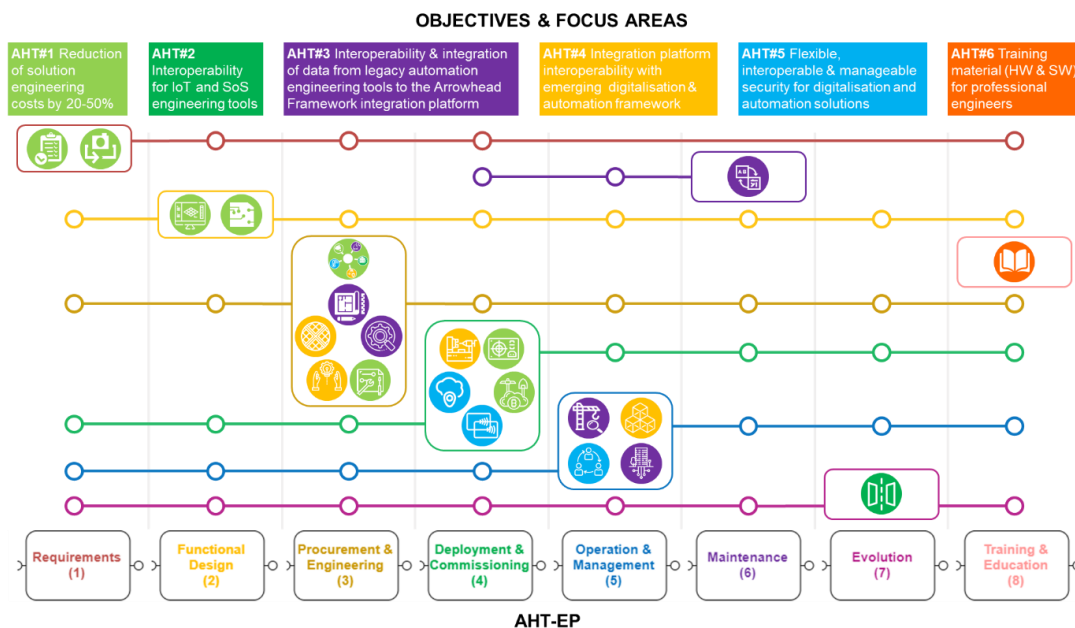 OBJECTIVES & FOCUS AREAS
AHT#1 Reduction
of solution
engineering
costs by 20-50%
AHT#2
Interoperability
for IoT and SoS
engineering tools
AHT#3 Interoperability & integration
of data from legacy automation
engineering tools to the Arrowhead
Framework integration platform
AHT#4 Integration platform
interoperability with
emerging digitalisation &
automation framework
AHT#5 Flexible,
interoperable & manageable
security for digitalisation and
automation solutions
AHT#6 Training
material (HW & SW)
for professional
engineers
Requirements
(1)
Functional
Design
(2)
Procurement &
Engineering
(3)
Deployment &
Commissioning
(4)
Operation &
Management
(5)
Maintenance
(6)
Evolution
(7)
Training &
Education
(8)
AHT-EP